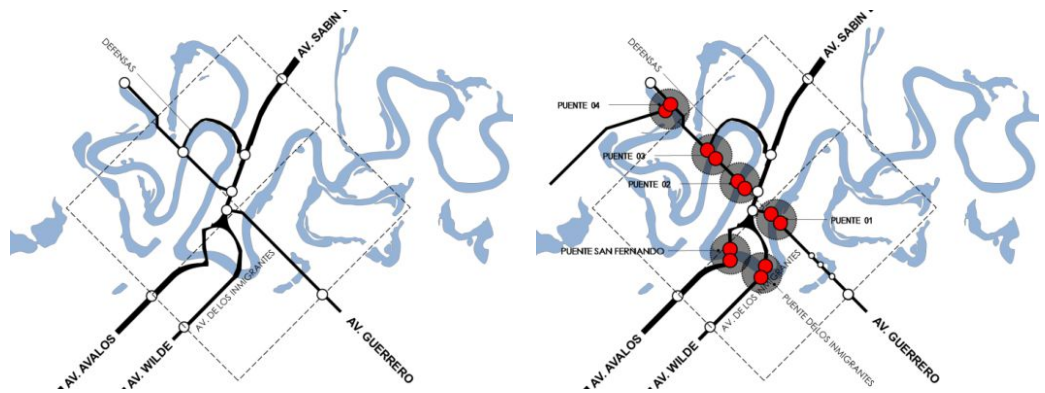 DEFENSAS
AV. SABIN
AV. DE LOS INMIGRANTES
AV. AVALOS
AV. WILDE
AV. GUERRERO
DEFENSAS
AV. SABIN
PUENTE 04
PUENTE 03
PUENTE 02
PUENTE 01
PUENTE SAN FERNANDO
AV. DE LOS INMIGRANTES
PUENTE DE LOS INMIGRANTES
AV. AVALOS
AV. WILDE
AV. GUERRERO